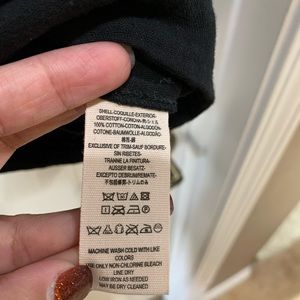 SHELL-COQUILLE-EXTERIOR-
OBERSTOFF-CONCHA-
100% COTTON-COTON-ALGODON-
COTONE-BAUMWOLLE-ALGODÃO-
EXCLUSIVE OF TRIM-SAUF BORDURE-
SIN RIBETES-
TRANNE LA FINITURA-
AUSSER BESATZ-
EXCEPTO DEBRUM/REMATE-
MACHINE WASH COLD WITH LIKE
COLORS
USE ONLY NON-CHLORINE BLEACH
LINE DRY
LOW IRON AS NEEDED
MAY BE DRY CLEANED